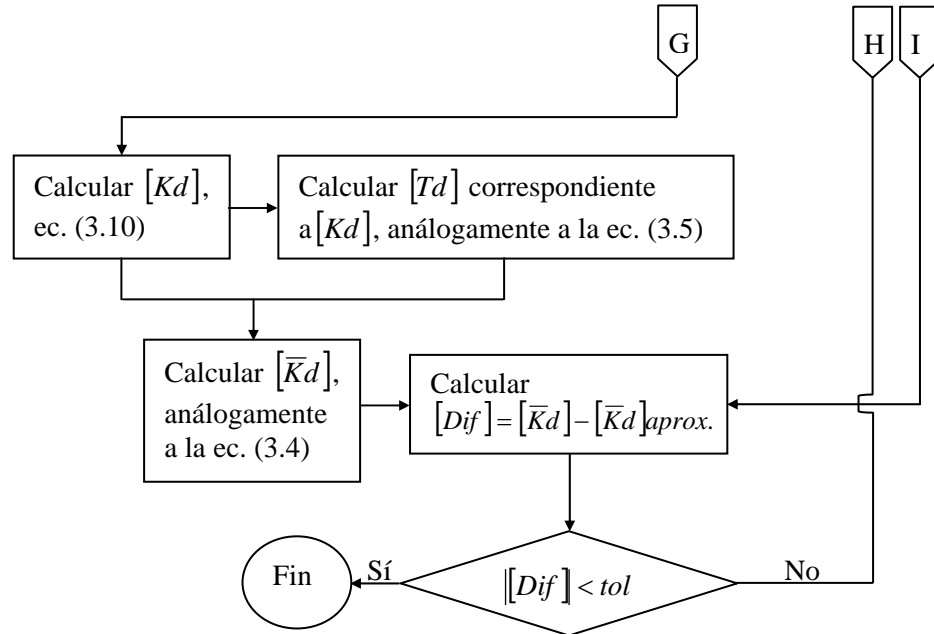 G
H
I
Calcular [Kd],
ec. (3.10)
Calcular [Td] correspondiente
a [Kd], análogamente a la ec. (3.5)
Calcular [K̅d],
análogamente
a la ec. (3.4)
Calcular
[Dif] = [K̅d] − [K̅d]aprox.
Fin
Sí
|[Dif]| < tol
No